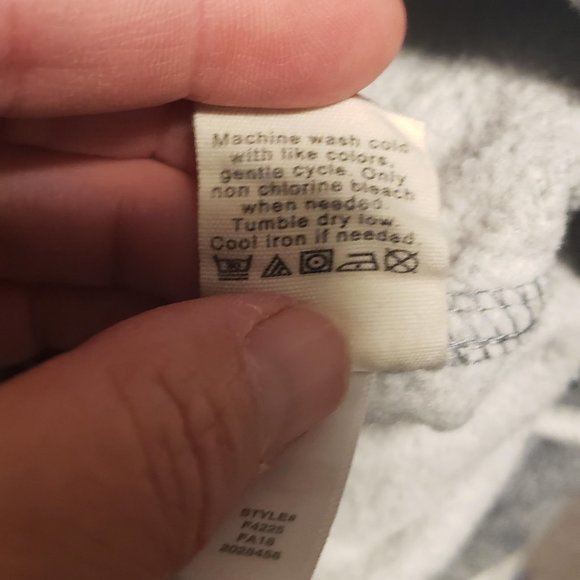 Machine wash cold
with like colors,
gentle cycle. Only
non chlorine bleach
when needed.
Tumble dry low.
Cool iron if needed.
STYLE#
F4225
FA18
2028456